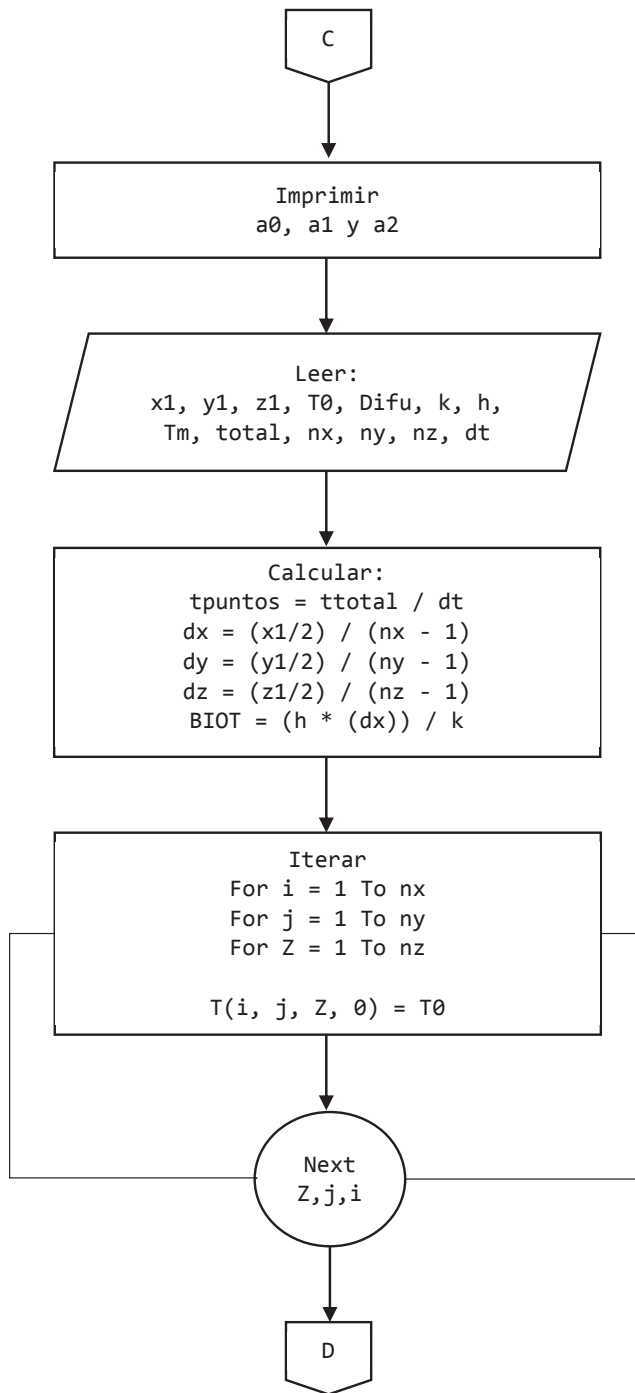 C
Imprimir
a0, a1 y a2
Leer:
x1, y1, z1, T0, Difu, k, h,
Tm, total, nx, ny, nz, dt
Calcular:
tpuntos = ttotal / dt
dx = (x1/2) / (nx - 1)
dy = (y1/2) / (ny - 1)
dz = (z1/2) / (nz - 1)
BIOT = (h * (dx)) / k
Iterar
For i = 1 To nx
For j = 1 To ny
For Z = 1 To nz
T(i, j, Z, 0) = T0
Next
Z,j,i
D